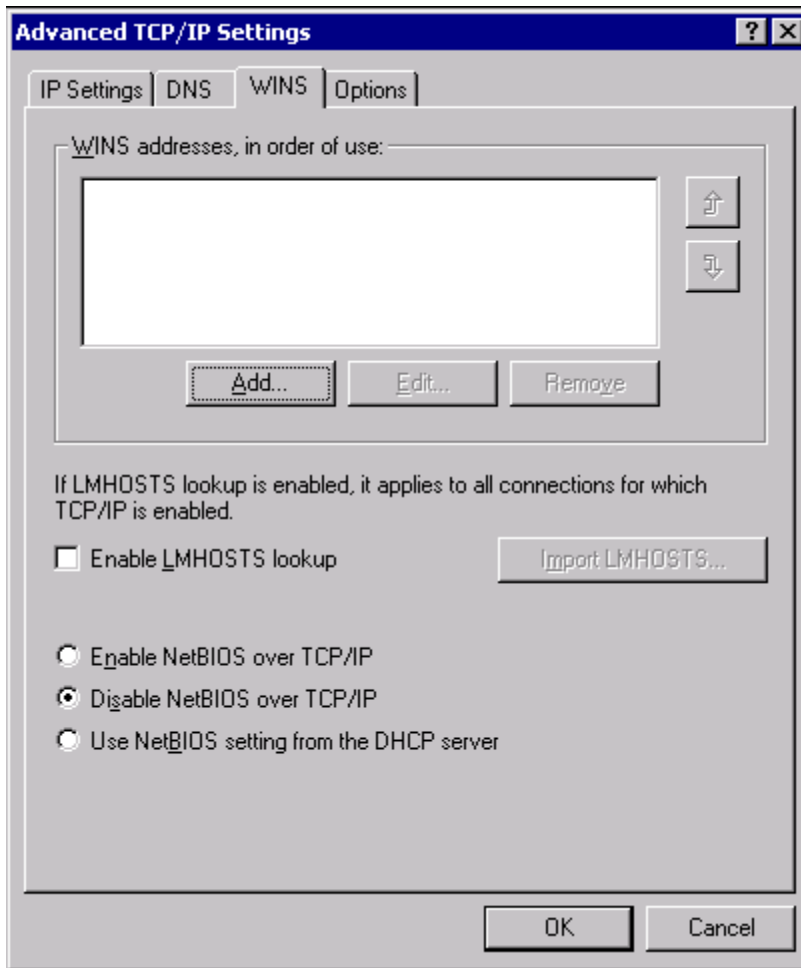 Advanced TCP/IP Settings
IP Settings DNS WINS Options
WINS addresses, in order of use:
Add... Edit... Remove
If LMHOSTS lookup is enabled, it applies to all connections for which
TCP/IP is enabled.
Enable LMHOSTS lookup Import LMHOSTS...
Enable NetBIOS over TCP/IP
Disable NetBIOS over TCP/IP
Use NetBIOS setting from the DHCP server
OK Cancel